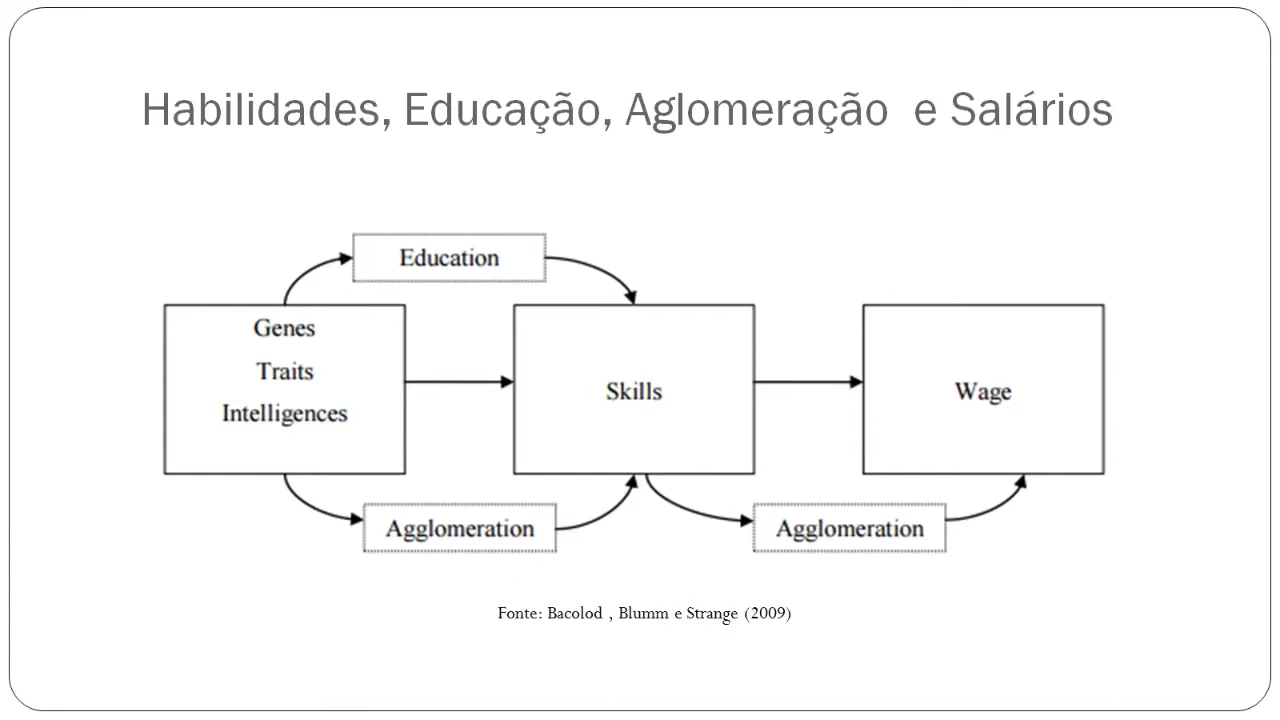 Habilidades, Educação, Aglomeração e Salários
Education
Genes
Traits
Intelligences
Skills
Wage
Agglomeration
Agglomeration
Fonte: Bacolod , Blumm e Strange (2009)